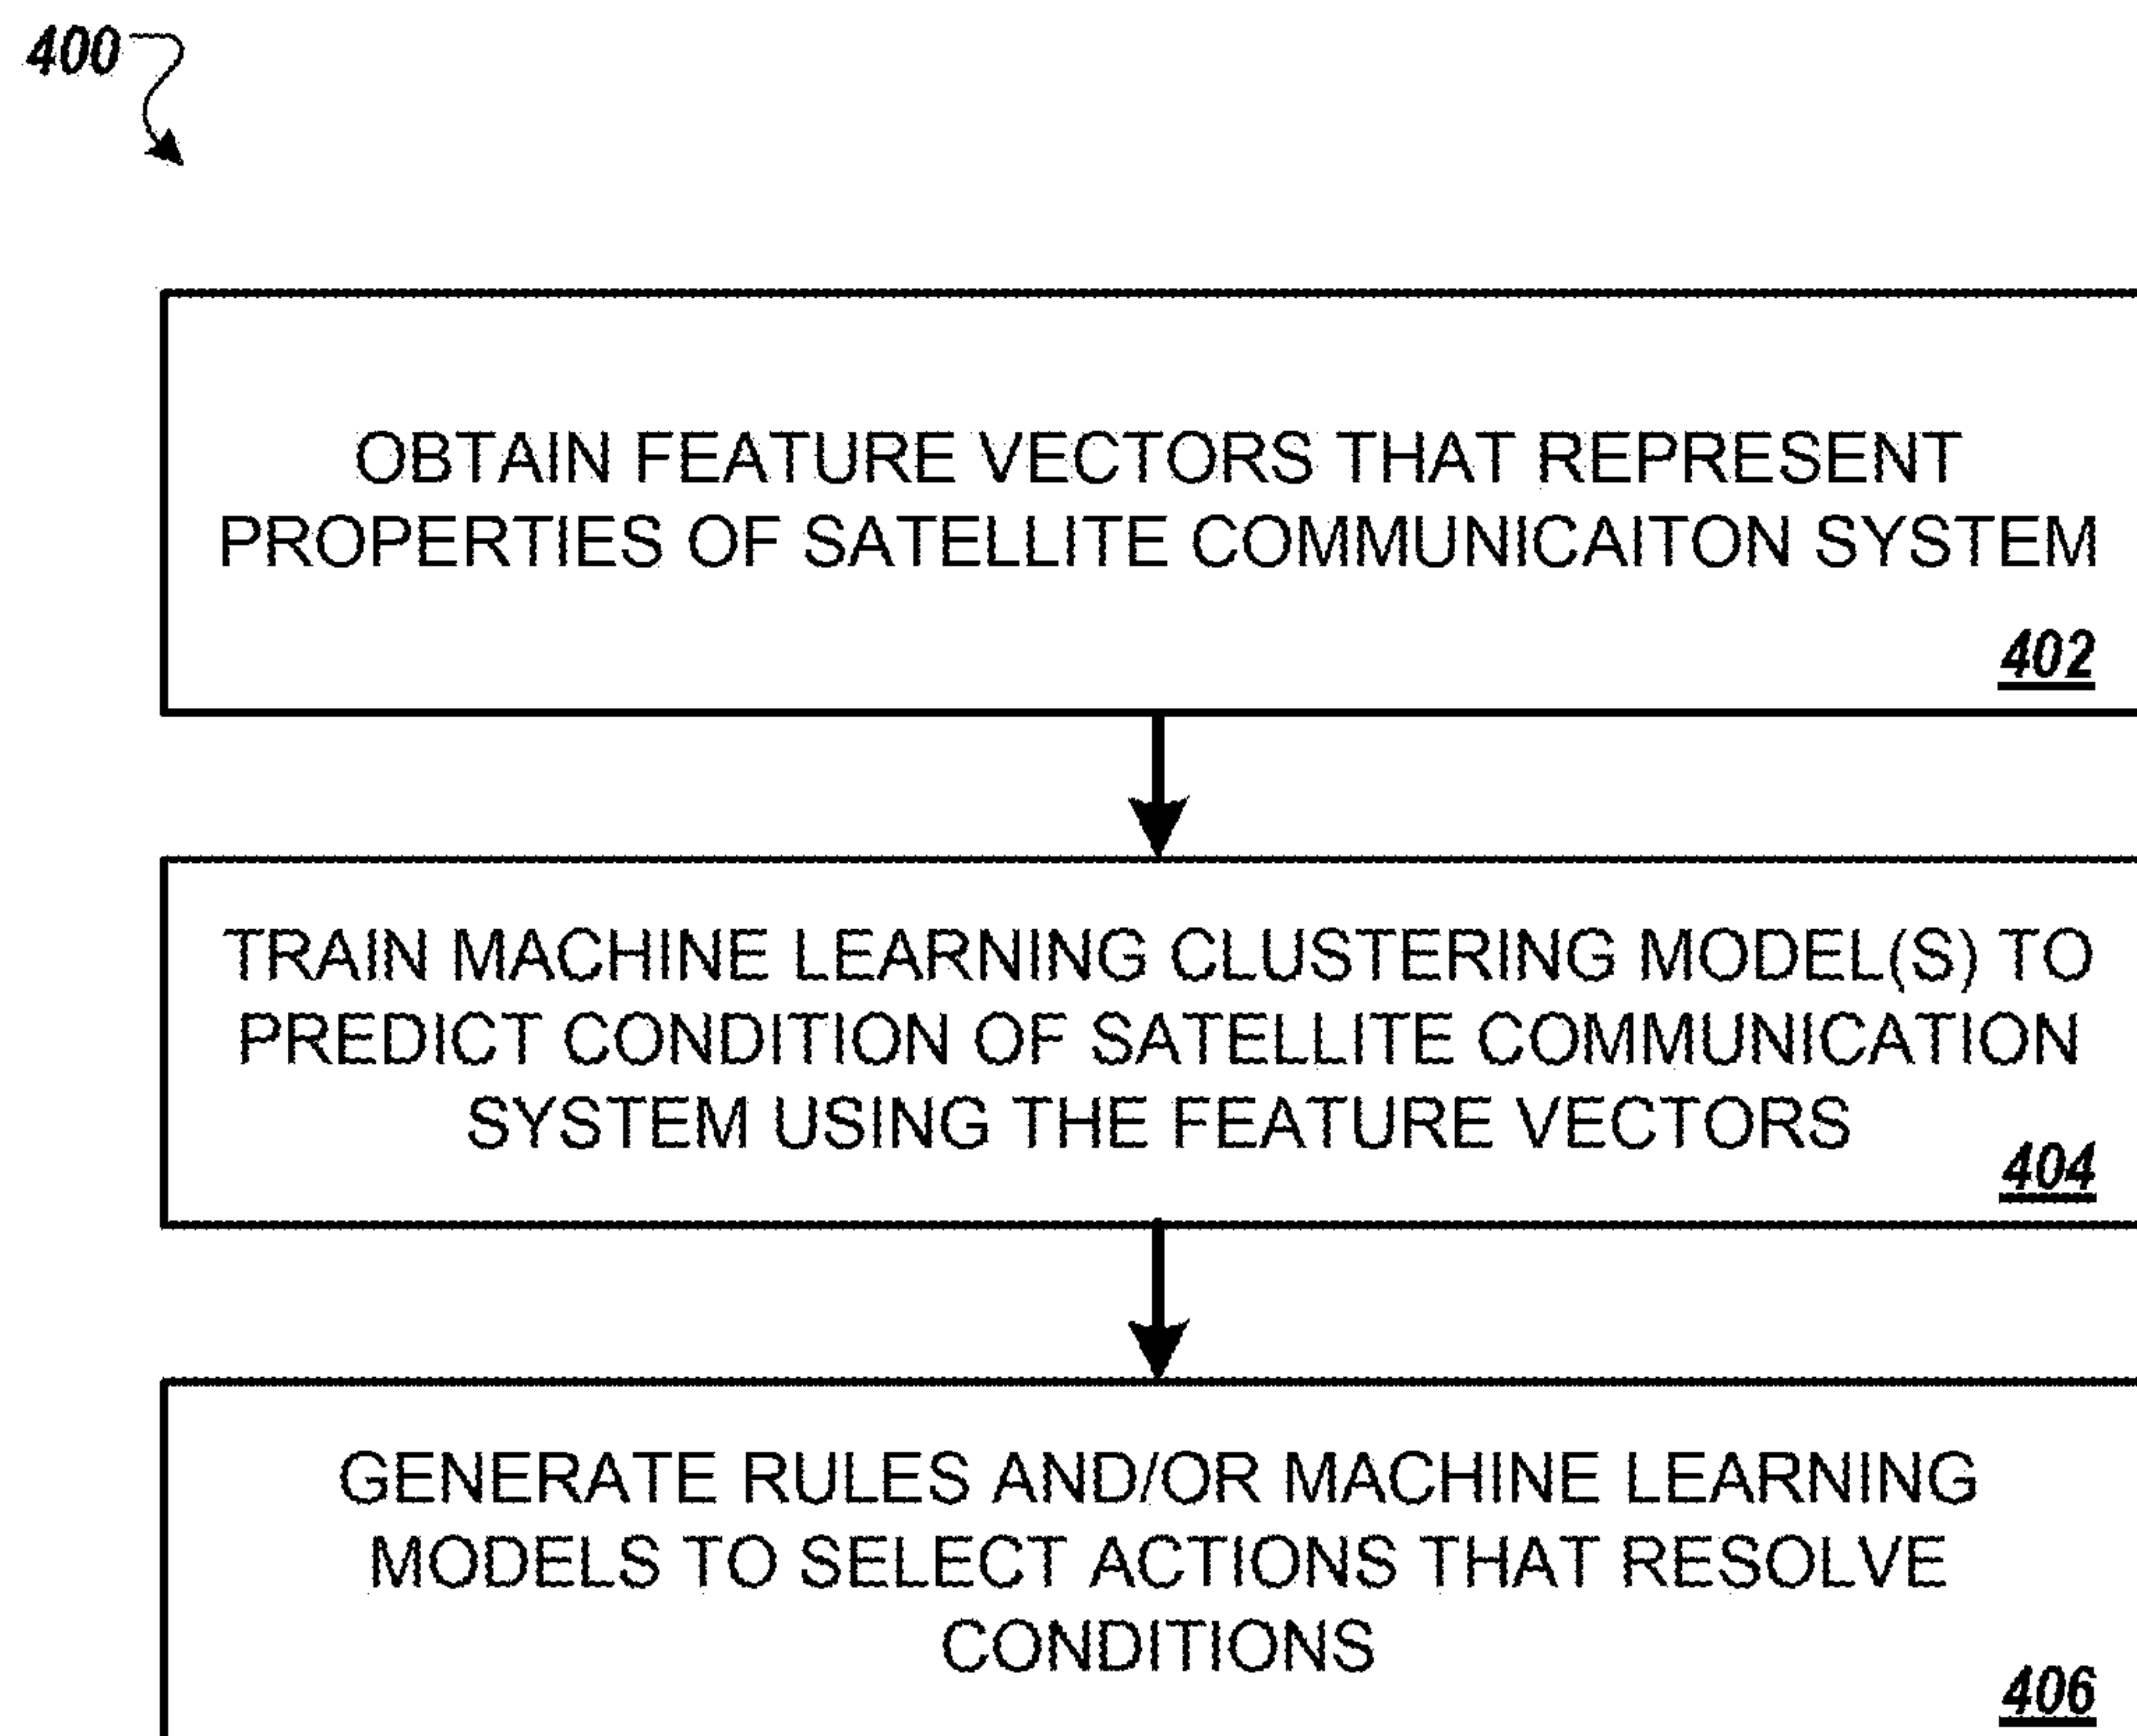 400
OBTAIN FEATURE VECTORS THAT REPRESENT
PROPERTIES OF SATELLITE COMMUNICAITON SYSTEM
402
TRAIN MACHINE LEARNING CLUSTERING MODEL(S) TO
PREDICT CONDITION OF SATELLITE COMMUNICATION
SYSTEM USING THE FEATURE VECTORS
404
GENERATE RULES AND/OR MACHINE LEARNING
MODELS TO SELECT ACTIONS THAT RESOLVE
CONDITIONS
406